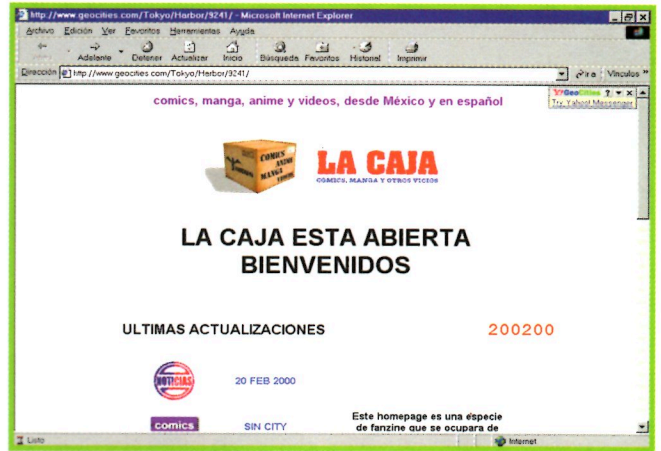 http://www.geocities.com/Tokyo/Harbor/9241/ - Microsoft Internet Explorer
Archivo Edición Ver Favoritos Herramientas Ayuda
Adelante Detener Actualizar Inicio Búsqueda Favoritos Historial Imprimir
Dirección http://www.geocities.com/Tokyo/Harbor/9241/ Ir a Vínculos »
comics, manga, anime y videos, desde México y en español
Y!GeoCities ? ▼ ×
Try Yahoo! Messenger
COMICS
ANIME
MANGA
LA CAJA
COMICS, MANGA Y OTROS VICIOS
LA CAJA ESTA ABIERTA
BIENVENIDOS
ULTIMAS ACTUALIZACIONES 200200
NOTICIAS 20 FEB 2000
comics SIN CITY
Este homepage es una especie
de fanzine que se ocupara de
Listo Internet